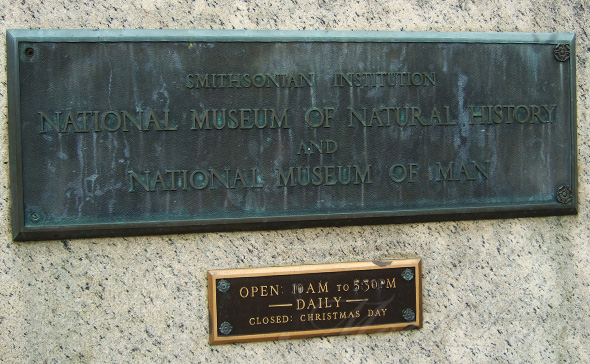 SMITHSONIAN INSTITUTION
NATIONAL MUSEUM OF NATURAL HISTORY
AND
NATIONAL MUSEUM OF MAN
OPEN: 10AM TO 5:30PM
DAILY
CLOSED: CHRISTMAS DAY